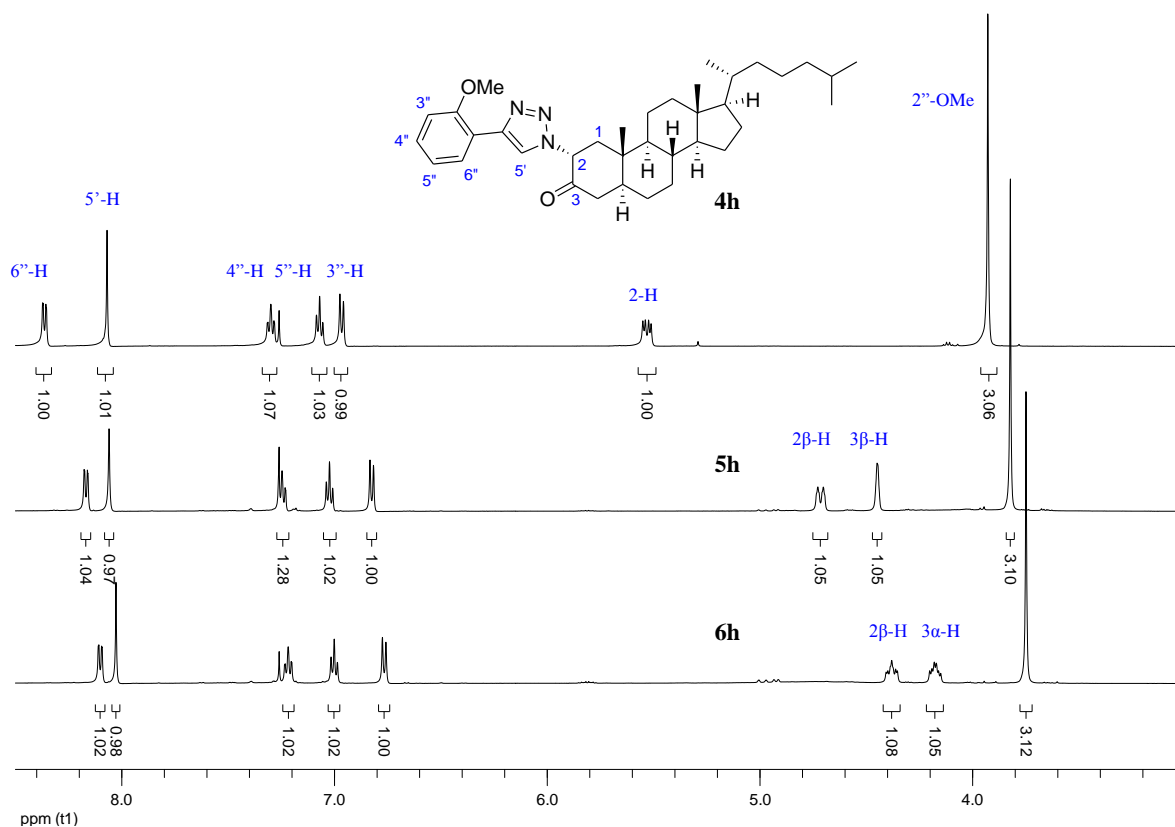 OMe
2''-OMe
3''
N
N
4''
N
1
5''
6''
5'
2
H
H
H
O
3
H
4h
5'-H
6''-H
4''-H 5''-H 3''-H
2-H
1.00
1.01
1.07
1.03
0.99
1.00
3.06
5h
2β-H 3β-H
1.04
0.97
1.28
1.02
1.00
1.05
1.05
3.10
6h
2β-H 3α-H
1.02
0.98
1.02
1.02
1.00
1.08
1.05
3.12
8.0 7.0 6.0 5.0 4.0
ppm (t1)